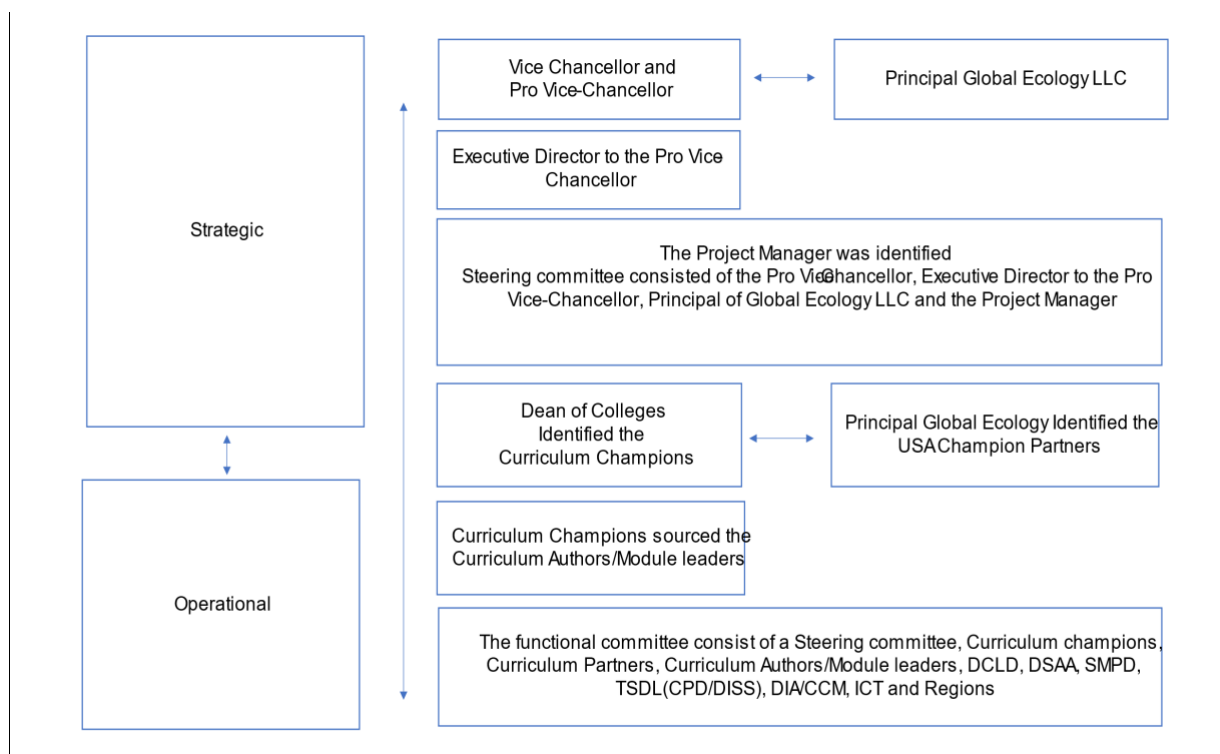 Strategic
Operational
Vice Chancellor and
Pro Vice-Chancellor
Principal Global Ecology LLC
Executive Director to the Pro Vice-
Chancellor
The Project Manager was identified
Steering committee consisted of the Pro Vice-Chancellor, Executive Director to the Pro
Vice-Chancellor, Principal of Global Ecology LLC and the Project Manager
Dean of Colleges
Identified the
Curriculum Champions
Principal Global Ecology Identified the
USA Champion Partners
Curriculum Champions sourced the
Curriculum Authors/Module leaders
The functional committee consist of a Steering committee, Curriculum champions,
Curriculum Partners, Curriculum Authors/Module leaders, DCLD, DSAA, SMPD,
TSDL(CPD/DISS), DIA/CCM, ICT and Regions